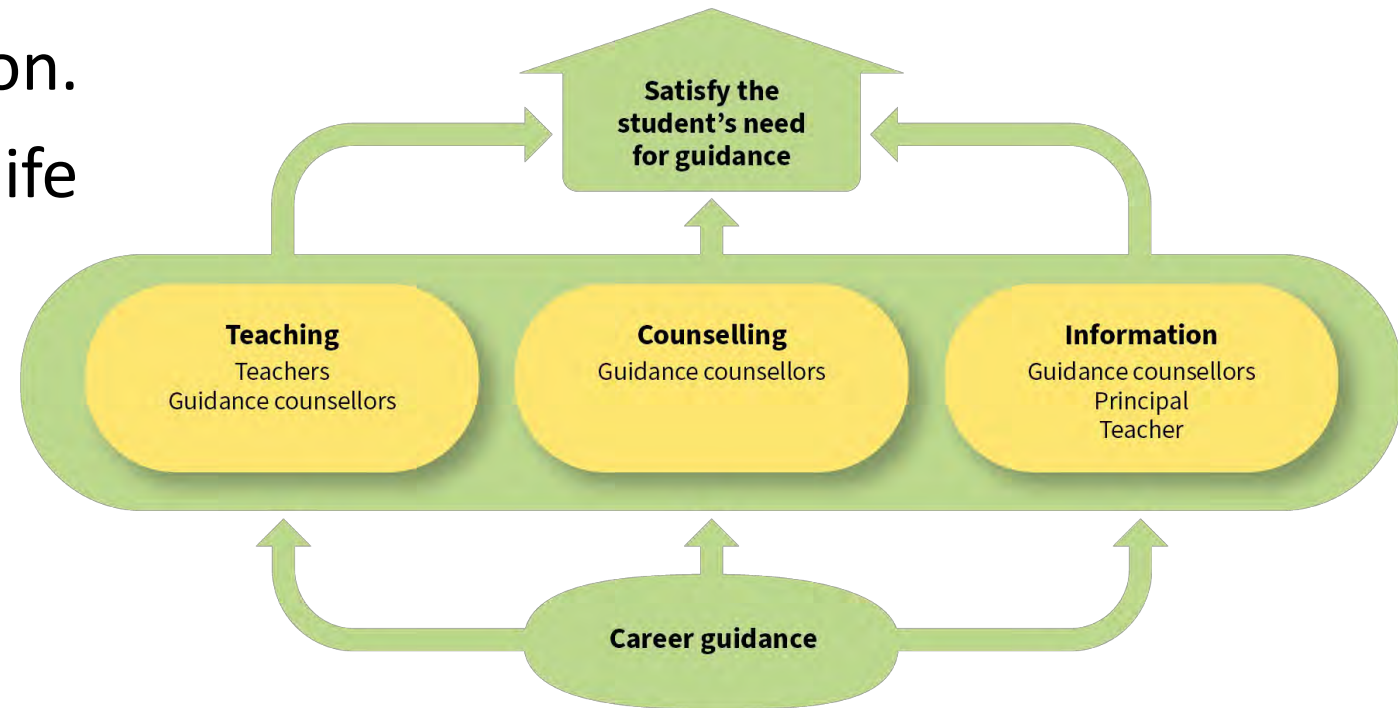 on.
ife
Satisfy the
student’s need
for guidance
Teaching
Teachers
Guidance counsellors
Counselling
Guidance counsellors
Information
Guidance counsellors
Principal
Teacher
Career guidance